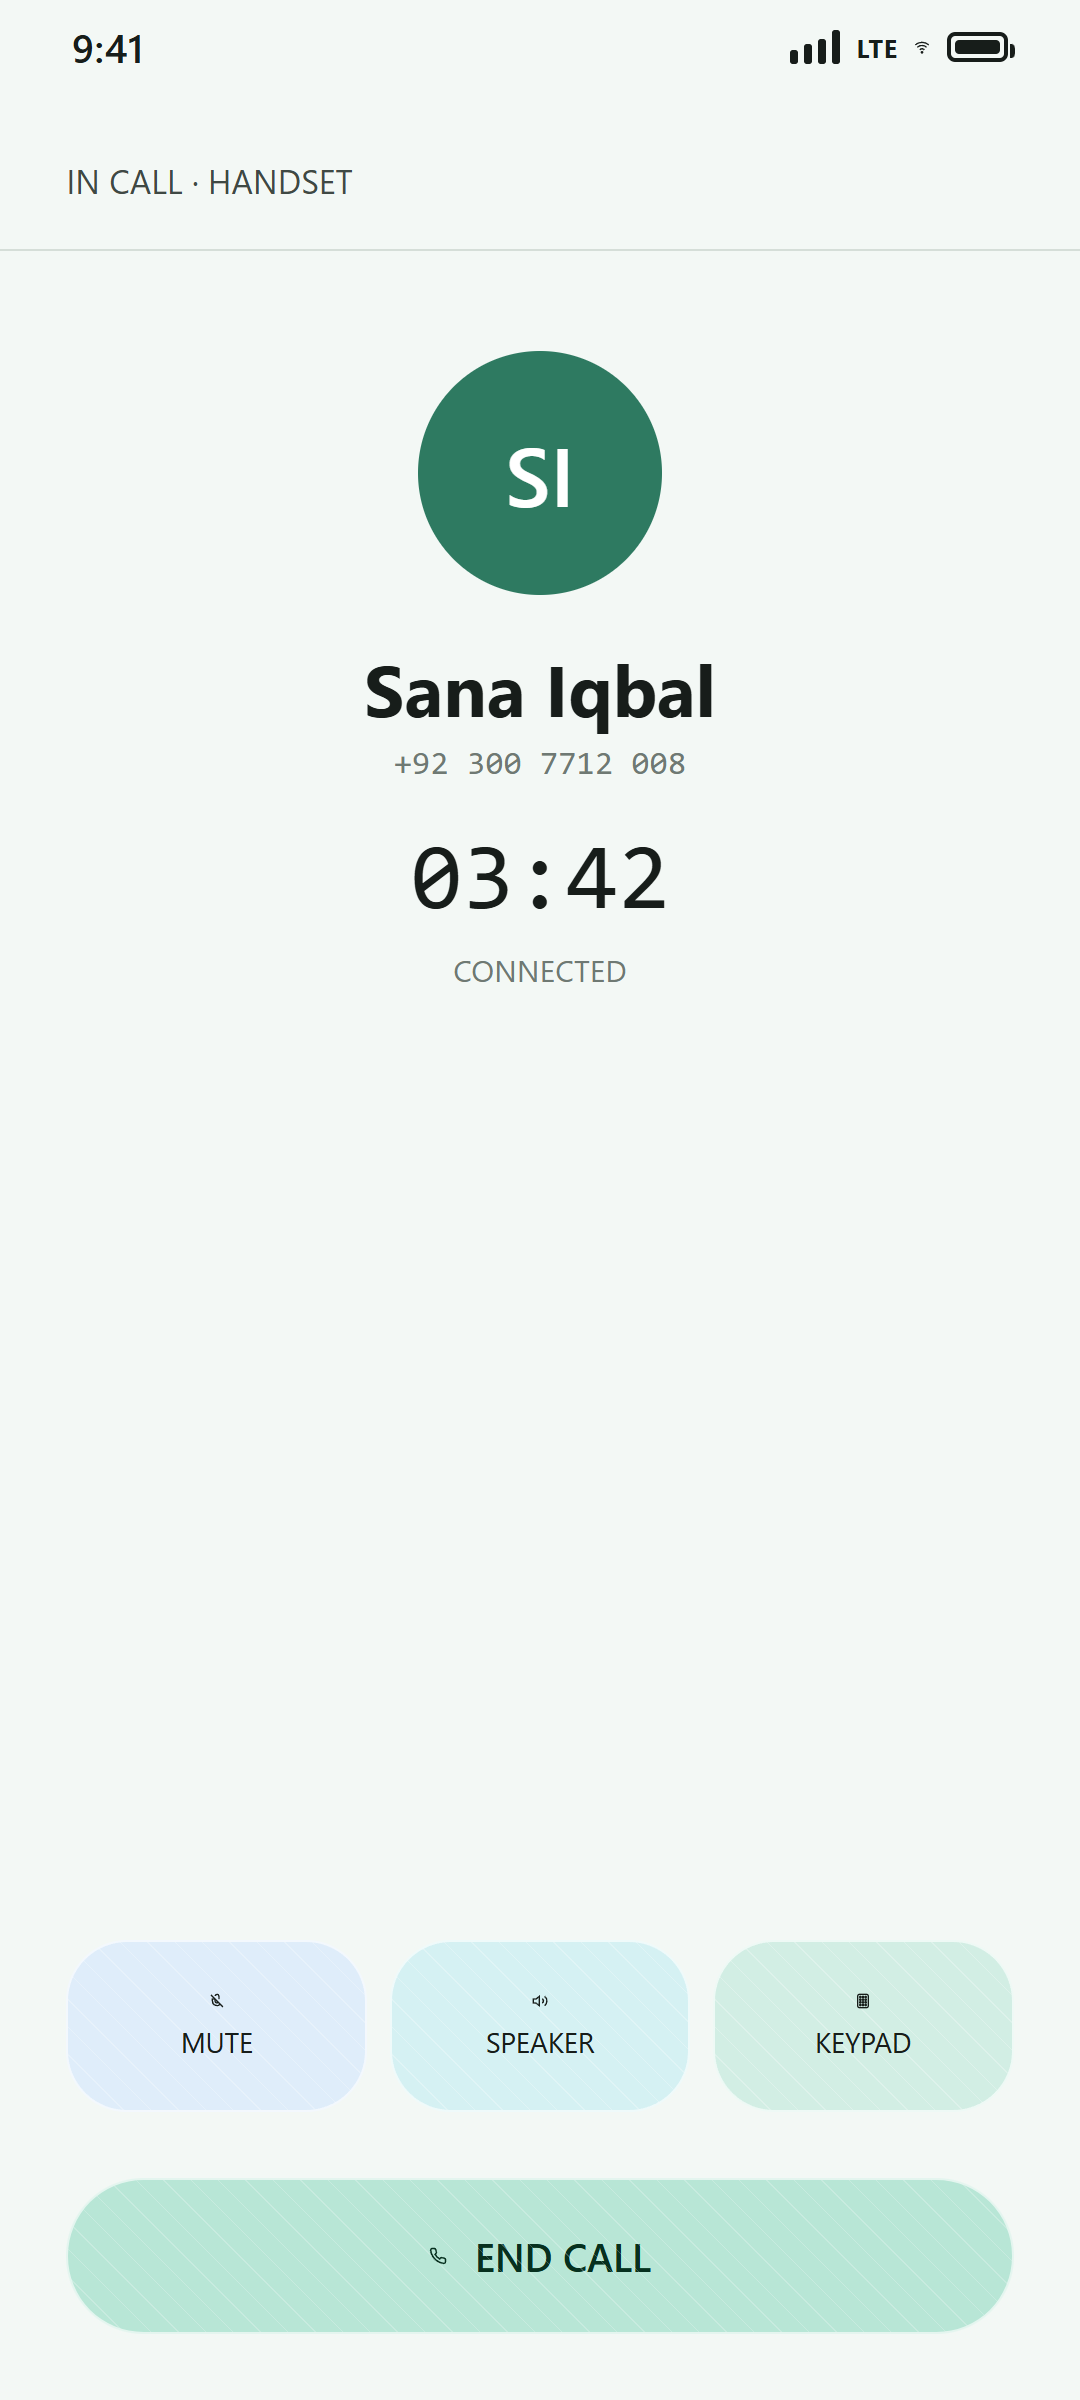 9:41 LTE
IN CALL · HANDSET
SI
Sana Iqbal
+92 300 7712 008
03:42
CONNECTED
MUTE SPEAKER KEYPAD
END CALL